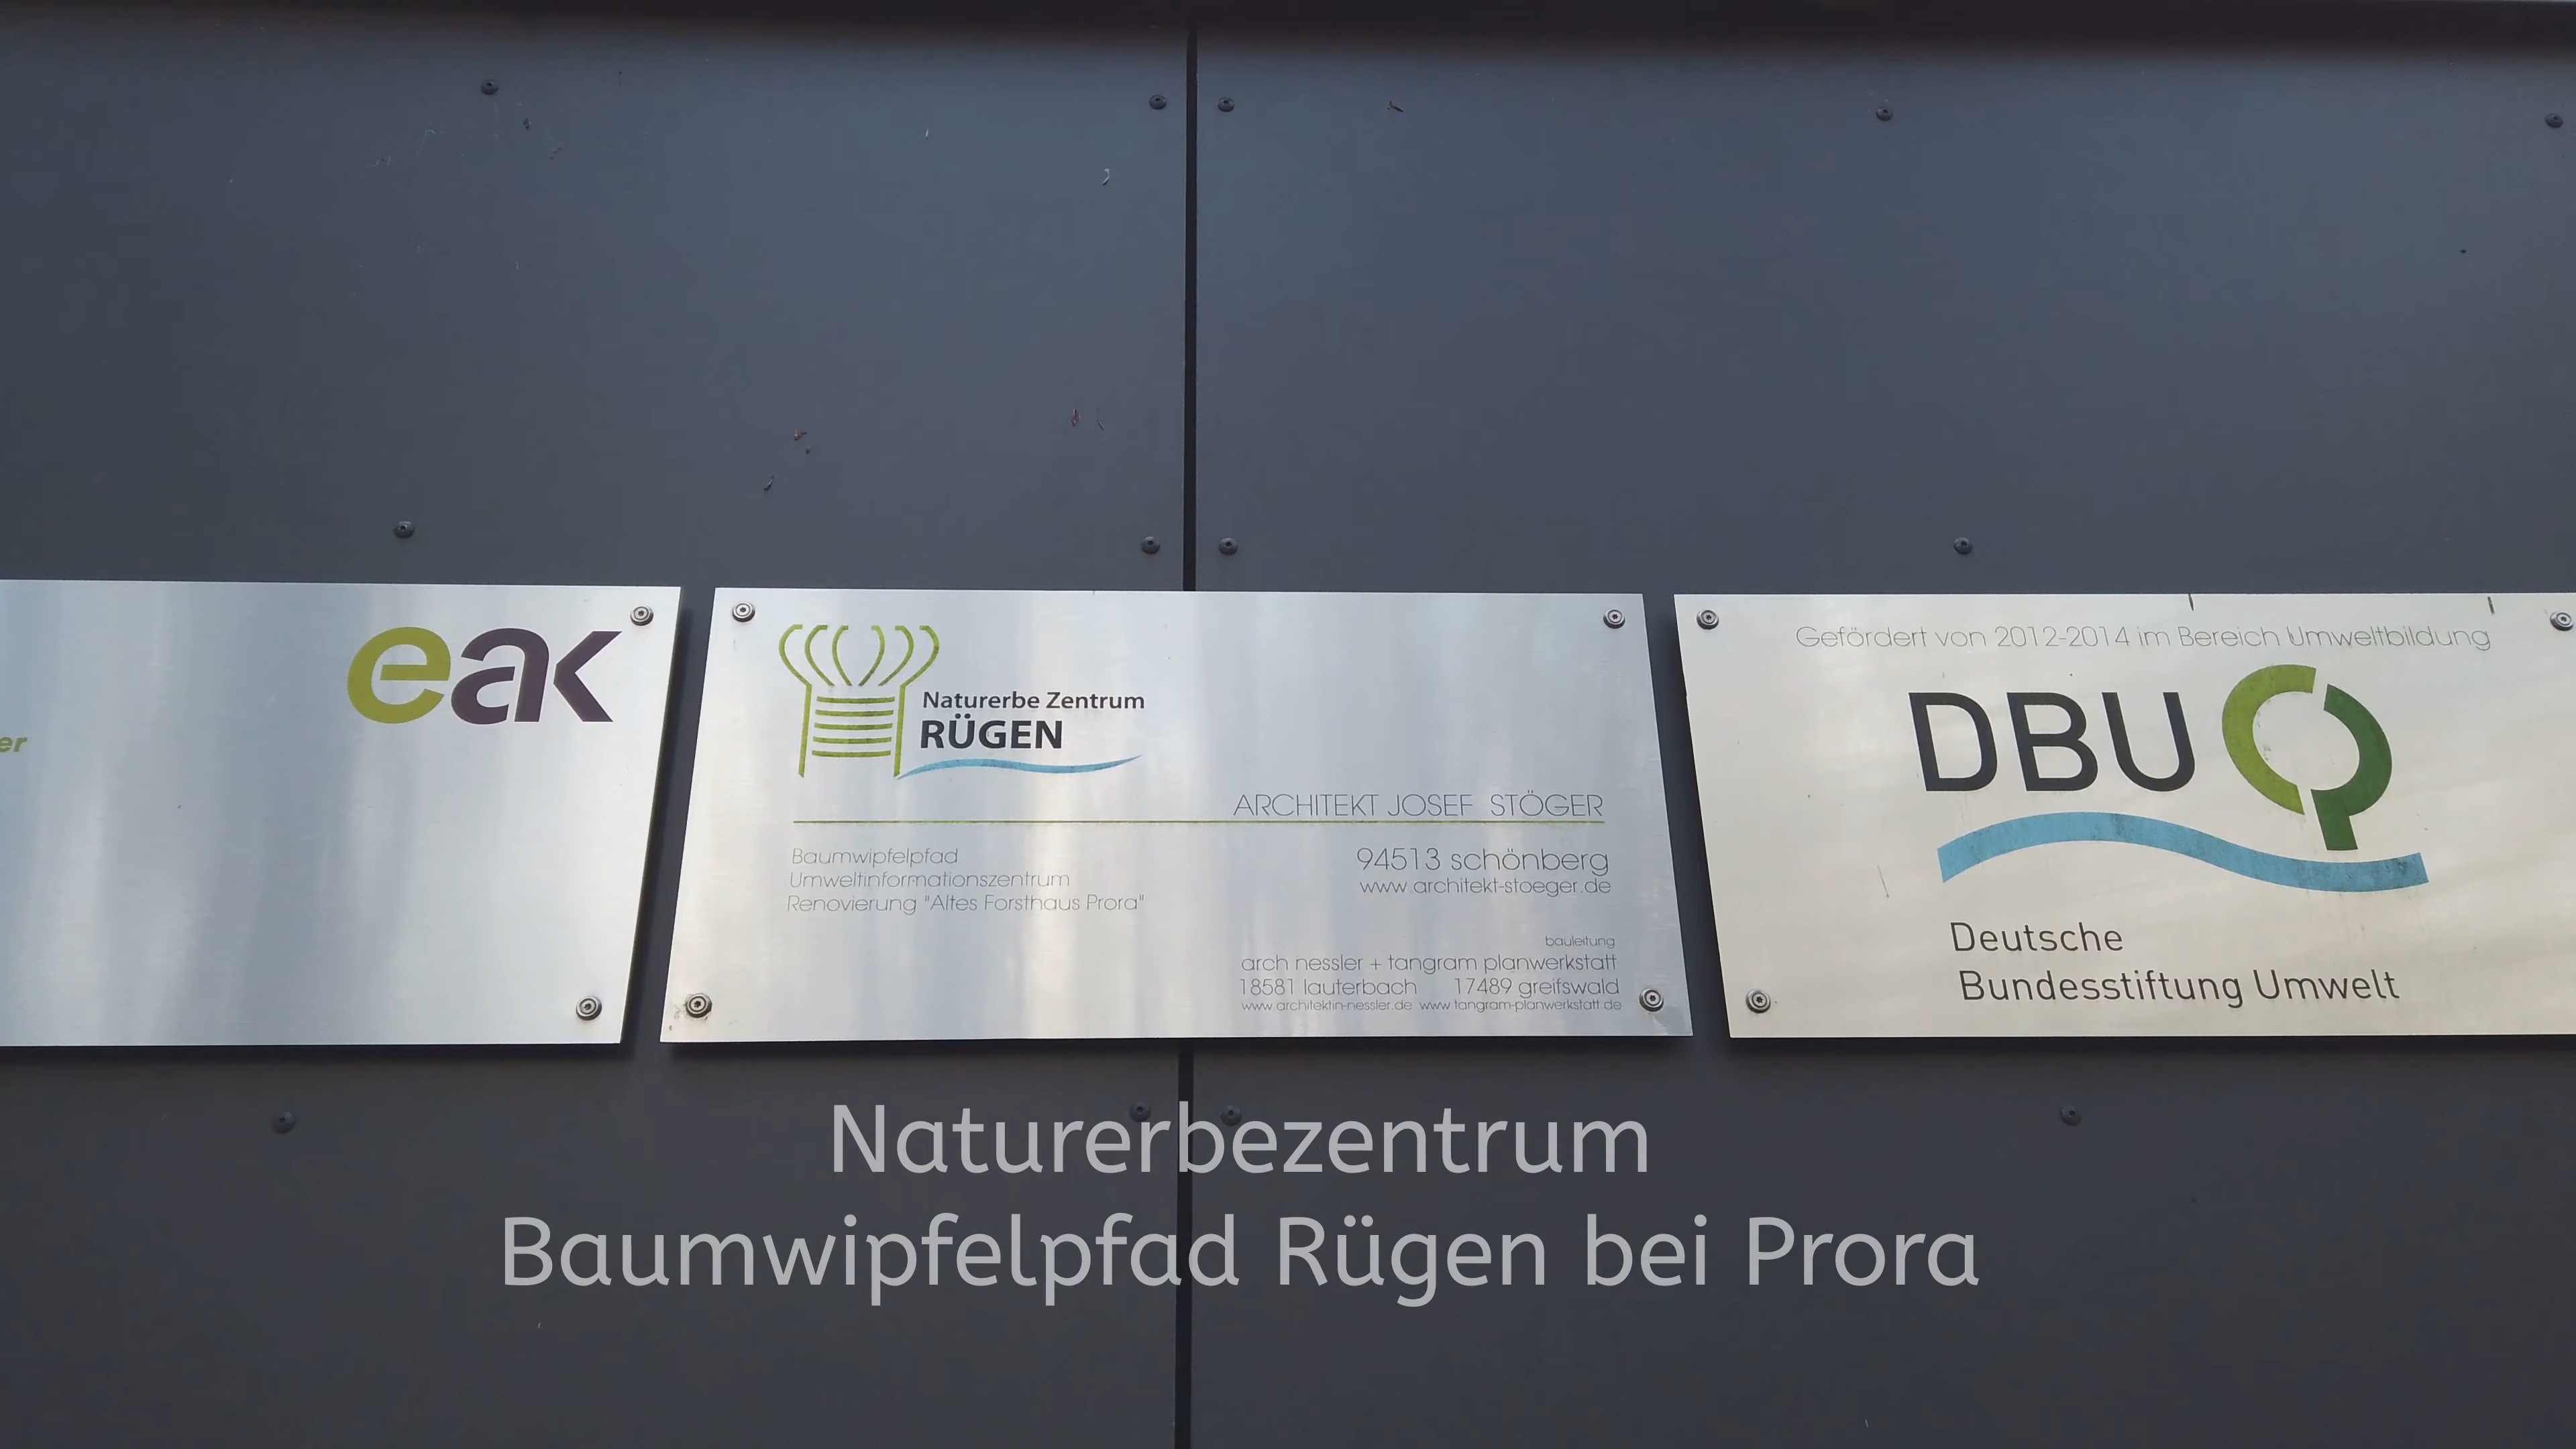 er
eak
Naturerbe Zentrum
RÜGEN
ARCHITEKT JOSEF STÖGER
Baumwipfelpfad
Umweltinformationszentrum
Renovierung "Altes Forsthaus Prora"
94513 schönberg
www.architekt-stoeger.de
bauleitung
arch nessler + tangram planwerkstatt
18581 lauterbach 17489 greifswald
www.architektin-nessler.de www.tangram-planwerkstatt.de
Gefördert von 2012-2014 im Bereich Umweltbildung
DBU
Deutsche
Bundesstiftung Umwelt
Naturerbezentrum
Baumwipfelpfad Rügen bei Prora